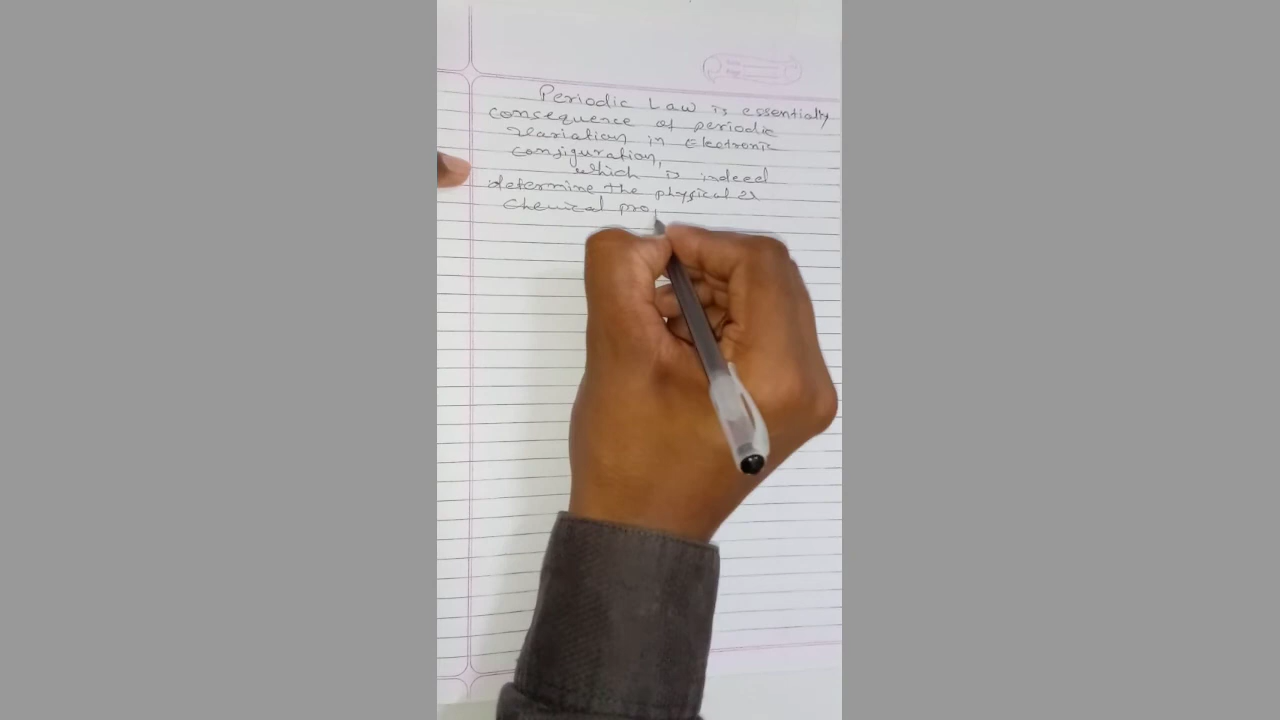 Periodic Law is essentially
consequence of periodic
variation in Electronic
configuration,
which is indeed
determine the physical &
Chemical pro